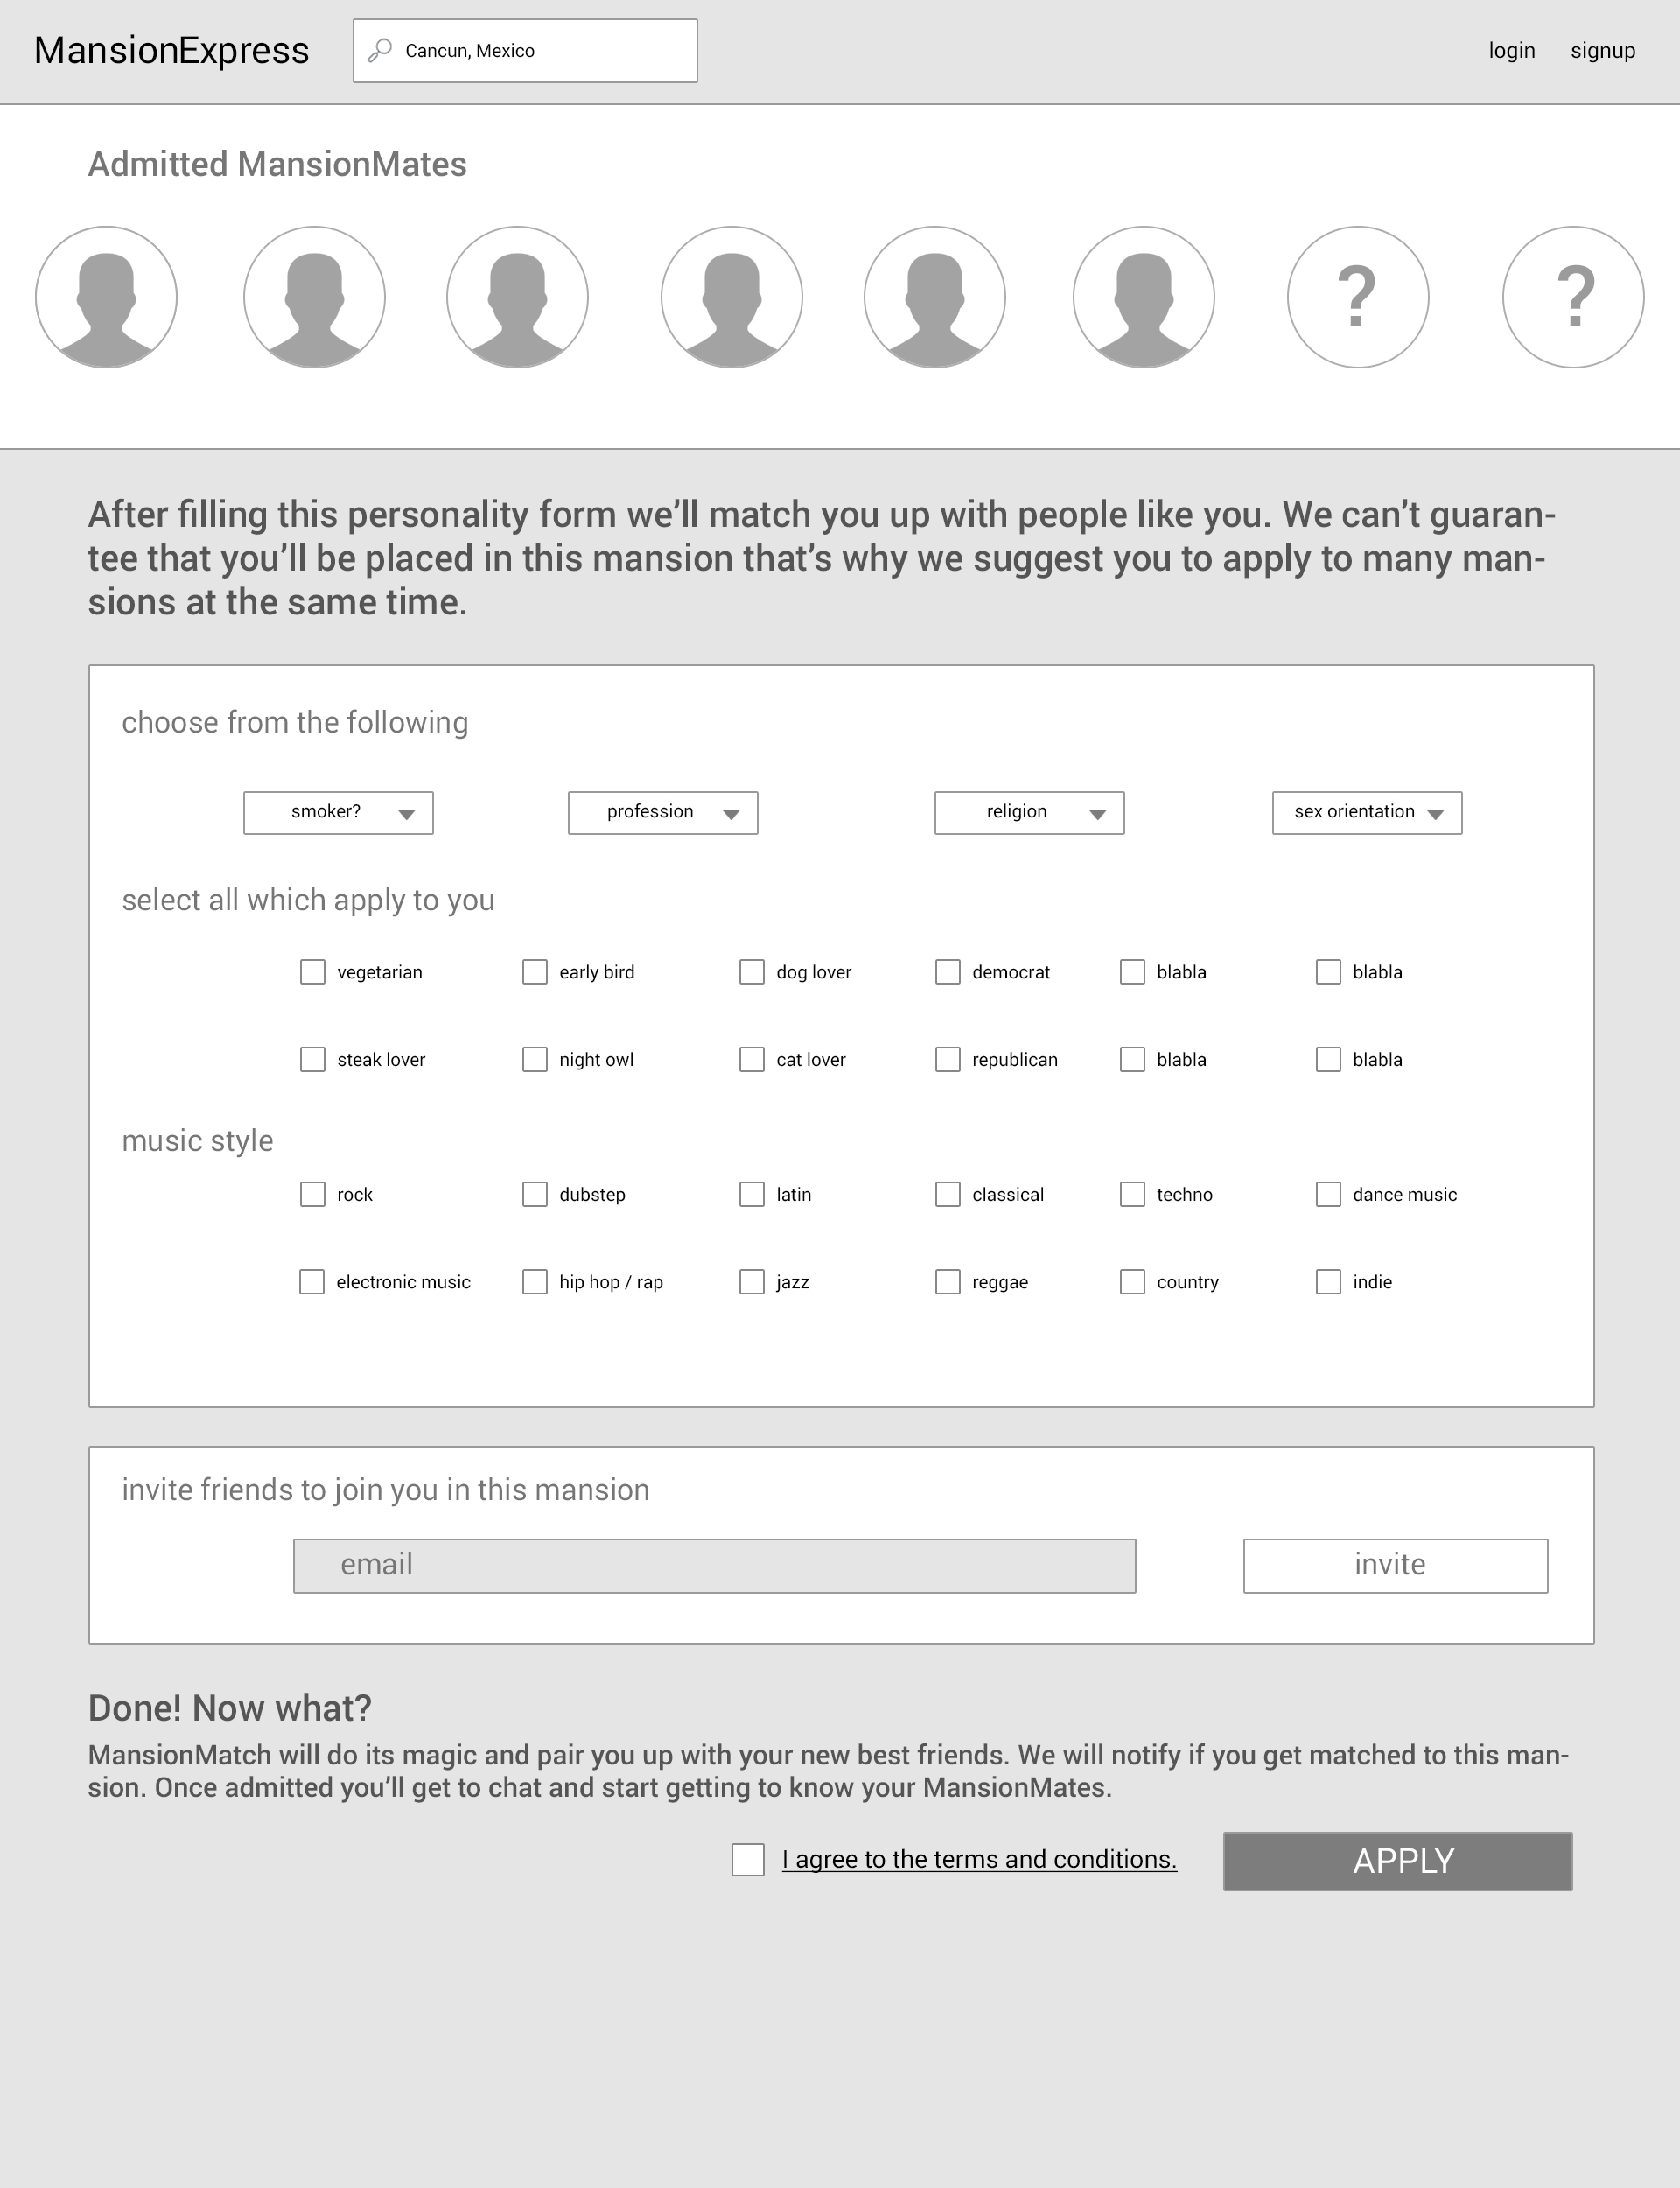 MansionExpress
Cancun, Mexico
login signup
Admitted MansionMates
? ?
After filling this personality form we’ll match you up with people like you. We can’t guaran-
tee that you’ll be placed in this mansion that’s why we suggest you to apply to many man-
sions at the same time.
choose from the following
smoker? profession religion sex orientation
select all which apply to you
vegetarian early bird dog lover democrat blabla blabla
steak lover night owl cat lover republican blabla blabla
music style
rock dubstep latin classical techno dance music
electronic music hip hop / rap jazz reggae country indie
invite friends to join you in this mansion
email invite
Done! Now what?
MansionMatch will do its magic and pair you up with your new best friends. We will notify if you get matched to this man-
sion. Once admitted you’ll get to chat and start getting to know your MansionMates.
I agree to the terms and conditions. APPLY